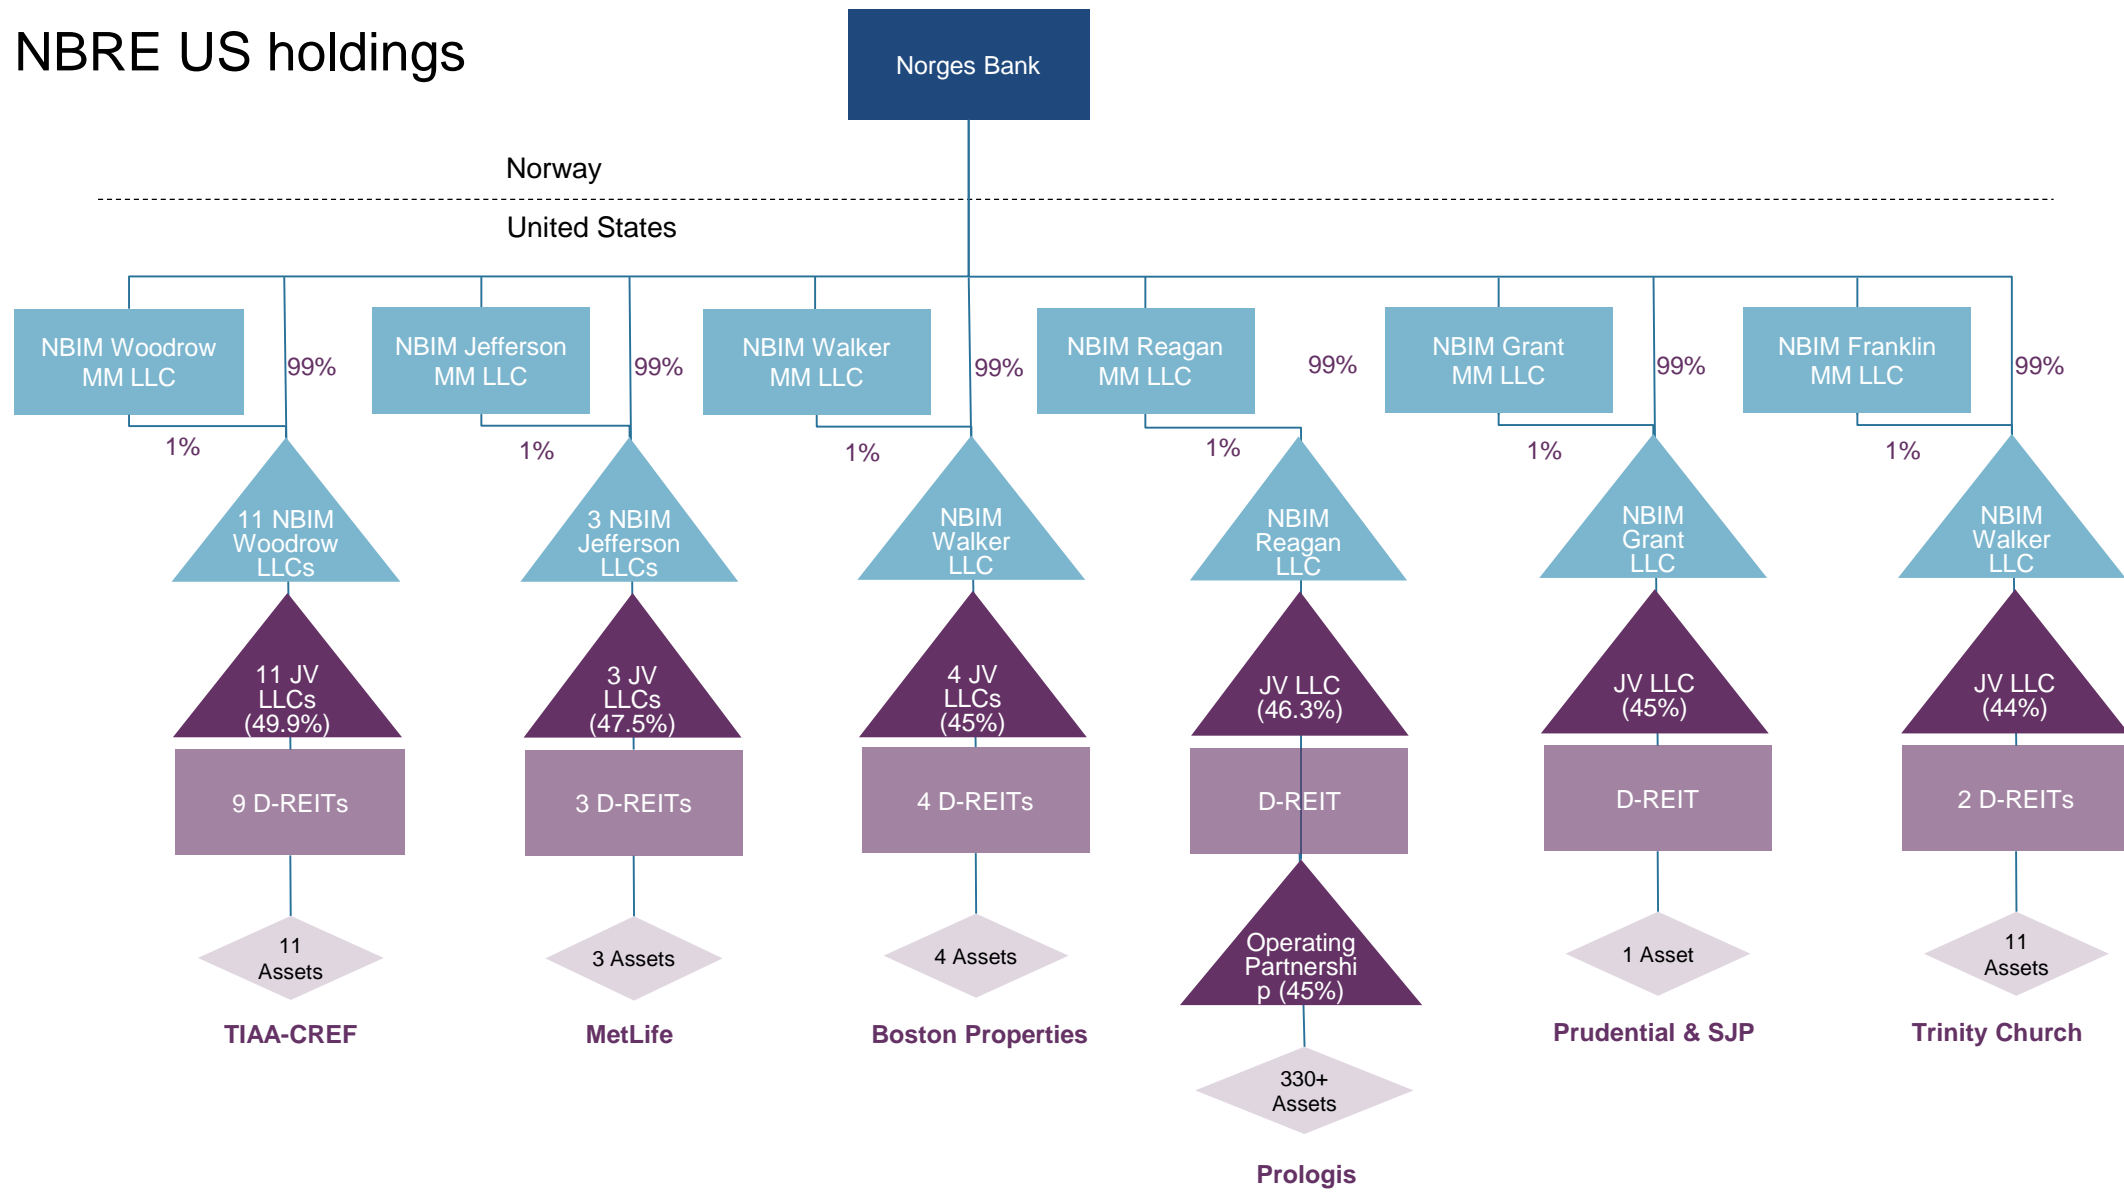 NBRE US holdings
Norges Bank
Norway
United States
NBIM Woodrow
MM LLC
99%
NBIM Jefferson
MM LLC
99%
NBIM Walker
MM LLC
99%
NBIM Reagan
MM LLC
99%
NBIM Grant
MM LLC
99%
NBIM Franklin
MM LLC
99%
1%
1%
1%
1%
1%
1%
11 NBIM
Woodrow
LLCs
3 NBIM
Jefferson
LLCs
NBIM
Walker
LLC
NBIM
Reagan
LLC
NBIM
Grant
LLC
NBIM
Walker
LLC
11 JV
LLCs
(49.9%)
3 JV
LLCs
(47.5%)
4 JV
LLCs
(45%)
JV LLC
(46.3%)
JV LLC
(45%)
JV LLC
(44%)
9 D-REITs
3 D-REITs
4 D-REITs
D-REIT
D-REIT
2 D-REITs
11
Assets
3 Assets
4 Assets
Operating
Partnershi
p (45%)
1 Asset
11
Assets
TIAA-CREF
MetLife
Boston Properties
Prudential & SJP
Trinity Church
330+
Assets
Prologis